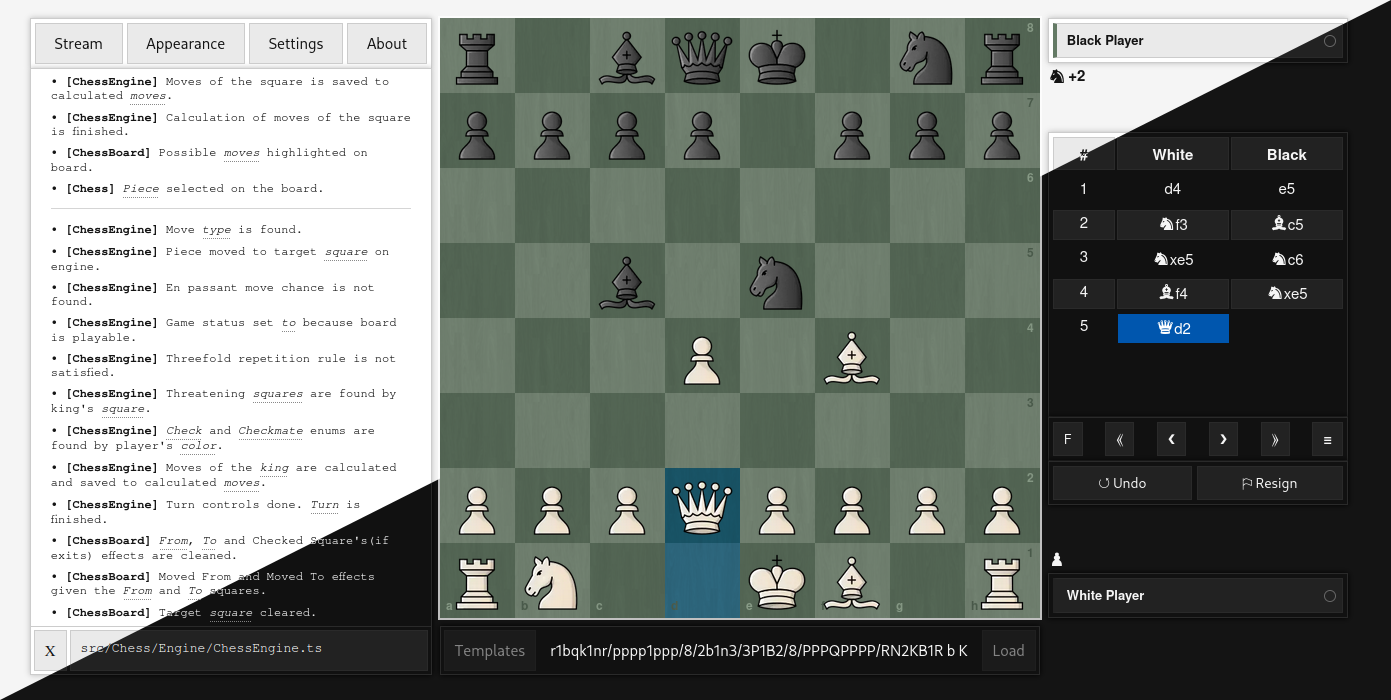 Stream Appearance Settings About
• [ChessEngine] Moves of the square is saved to
calculated moves.
• [ChessEngine] Calculation of moves of the square
is finished.
• [ChessBoard] Possible moves highlighted on
board.
• [Chess] Piece selected on the board.
• [ChessEngine] Move type is found.
• [ChessEngine] Piece moved to target square on
engine.
• [ChessEngine] En passant move chance is not
found.
• [ChessEngine] Game status set to because board
is playable.
• [ChessEngine] Threefold repetition rule is not
satisfied.
• [ChessEngine] Threatening squares are found by
king's square.
• [ChessEngine] Check and Checkmate enums are
found by player's color.
• [ChessEngine] Moves of the king are calculated
and saved to calculated moves.
• [ChessEngine] Turn controls done. Turn is
finished.
• [ChessBoard] From, To and Checked Square's(if
exits) effects are cleaned.
• [ChessBoard] Moved From and Moved To effects
given the From and To squares.
• [ChessBoard] Target square cleared.
X src/Chess/Engine/ChessEngine.ts
8
7
6
5
4
3
2
1
a b c d e f g h
Templates r1bqk1nr/pppp1ppp/8/2b1n3/3P1B2/8/PPPQPPPP/RN2KB1R b K Load
Black Player
♞ +2
# White Black
1 d4 e5
2 ♞f3 ♝c5
3 ♞xe5 ♞c6
4 ♝f4 ♞xe5
5 ♛d2
F ⟪ ❮ ❯ ⟫ ≡
Undo Resign
♟
White Player